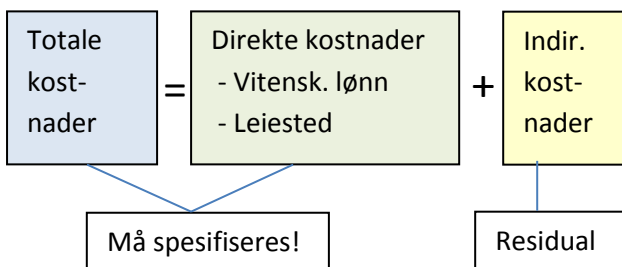 Totale
kost-
nader
=
Direkte kostnader
- Vitensk. lønn
- Leiested
+
Indir.
kost-
nader
Må spesifiseres!
Residual